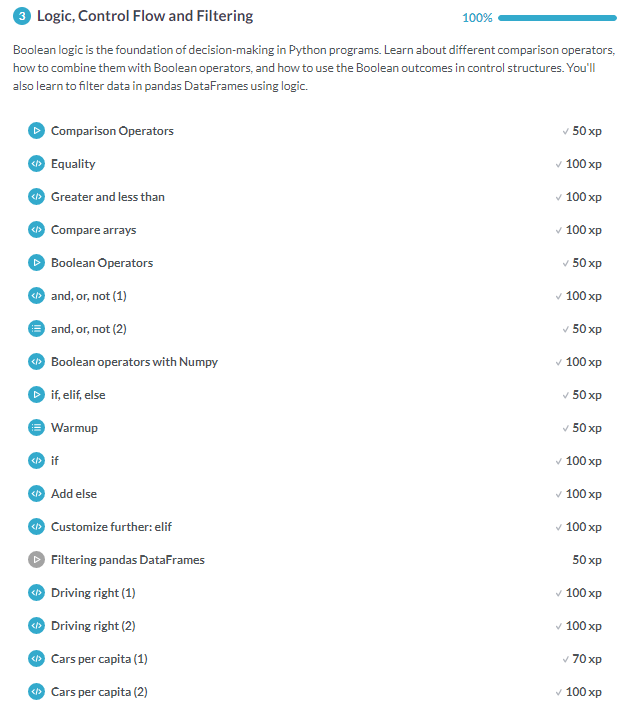 3 Logic, Control Flow and Filtering 100%
Boolean logic is the foundation of decision-making in Python programs. Learn about different comparison operators,
how to combine them with Boolean operators, and how to use the Boolean outcomes in control structures. You'll
also learn to filter data in pandas DataFrames using logic.
Comparison Operators ✓ 50 xp
Equality ✓ 100 xp
Greater and less than ✓ 100 xp
Compare arrays ✓ 100 xp
Boolean Operators ✓ 50 xp
and, or, not (1) ✓ 100 xp
and, or, not (2) ✓ 50 xp
Boolean operators with Numpy ✓ 100 xp
if, elif, else ✓ 50 xp
Warmup ✓ 50 xp
if ✓ 100 xp
Add else ✓ 100 xp
Customize further: elif ✓ 100 xp
Filtering pandas DataFrames 50 xp
Driving right (1) ✓ 100 xp
Driving right (2) ✓ 100 xp
Cars per capita (1) ✓ 70 xp
Cars per capita (2) ✓ 100 xp